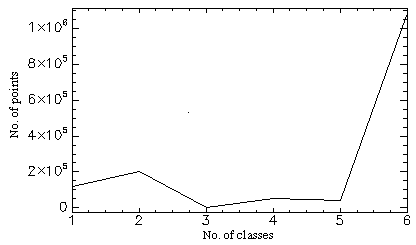 1×10⁶
8×10⁵
6×10⁵
4×10⁵
2×10⁵
0
No. of points
1 2 3 4 5 6
No. of classes